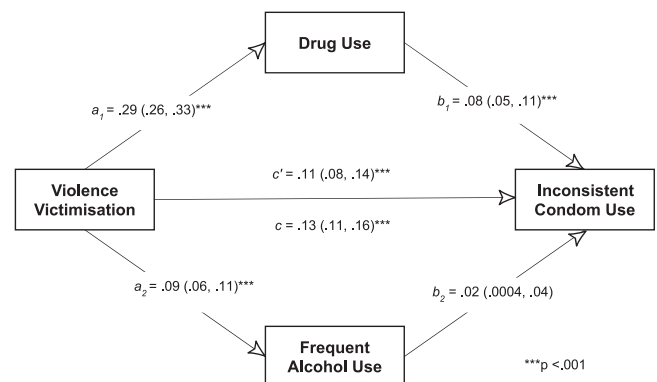 Drug Use
a₁ = .29 (.26, .33)***
b₁ = .08 (.05, .11)***
Violence
Victimisation
c' = .11 (.08, .14)***
c = .13 (.11, .16)***
Inconsistent
Condom Use
a₂ = .09 (.06, .11)***
b₂ = .02 (.0004, .04)
Frequent
Alcohol Use
***p <.001